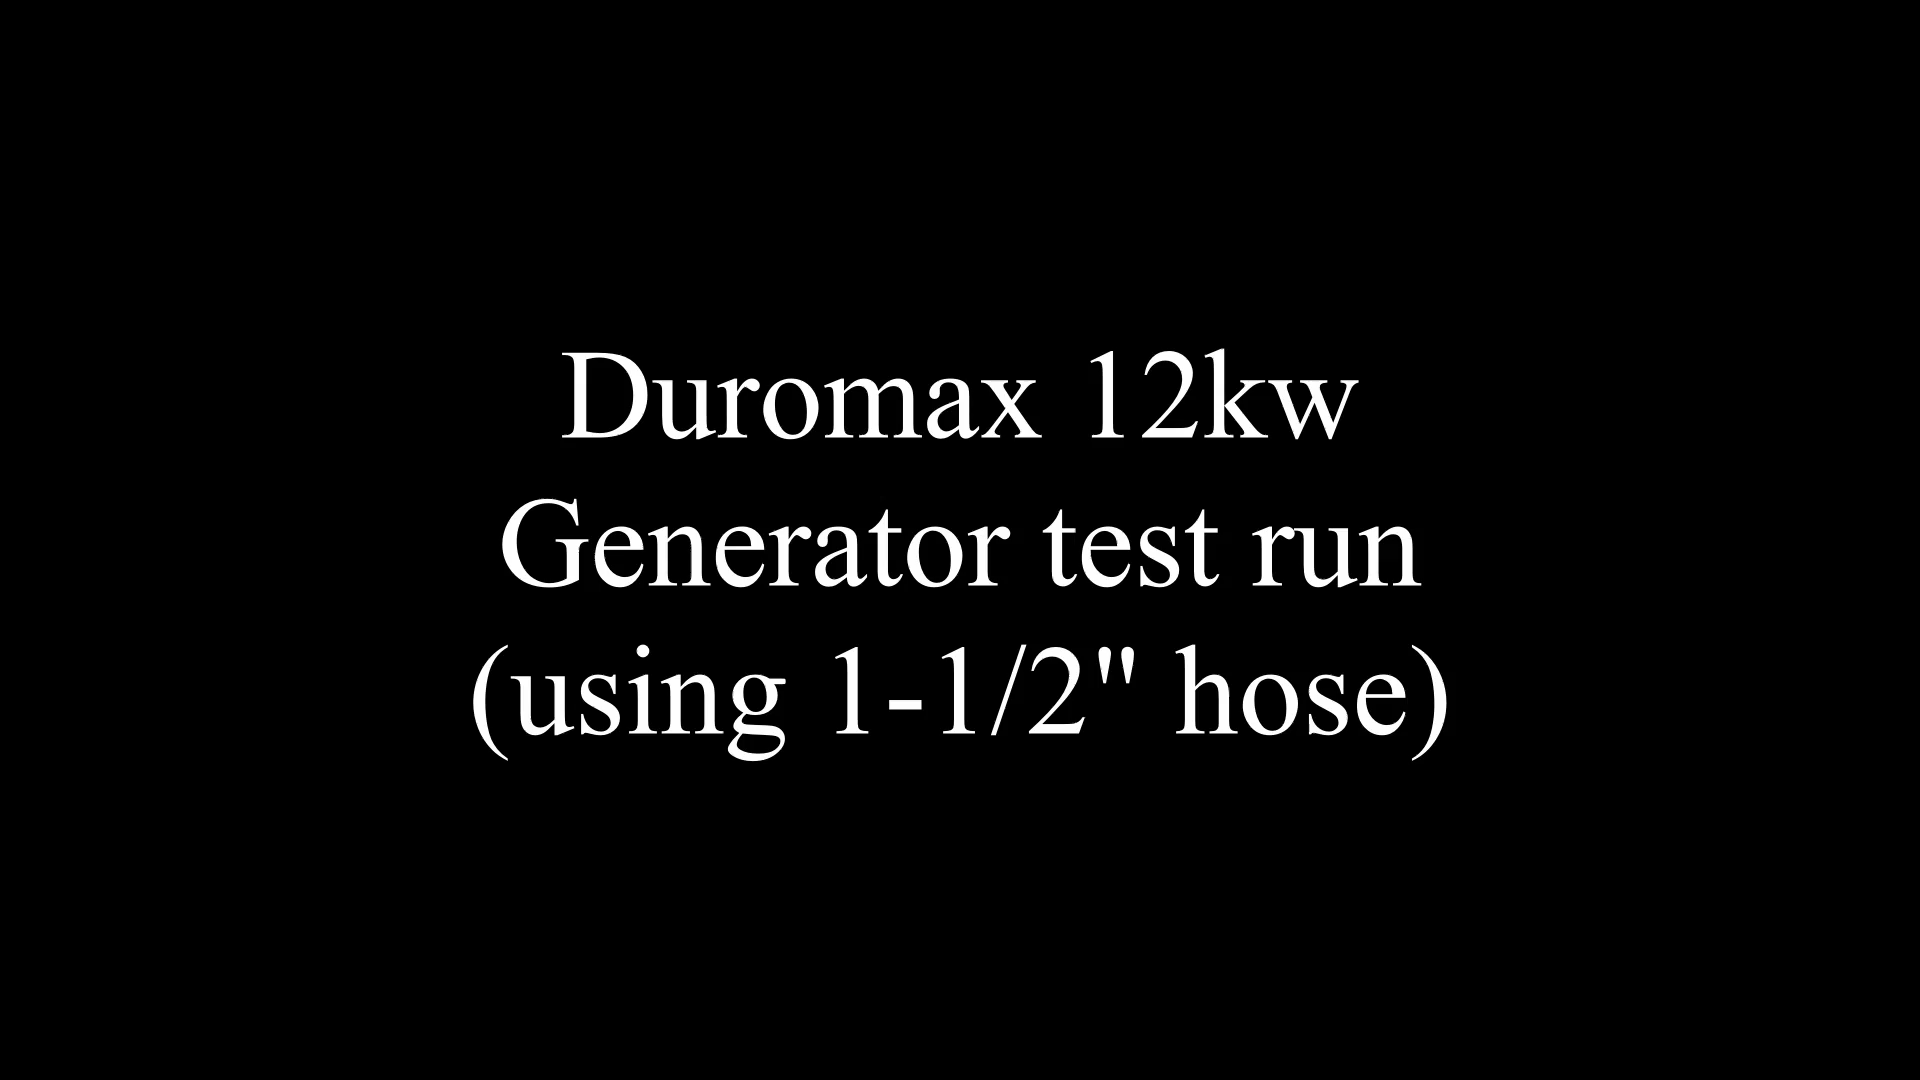 Duromax 12kw
Generator test run
(using 1-1/2" hose)